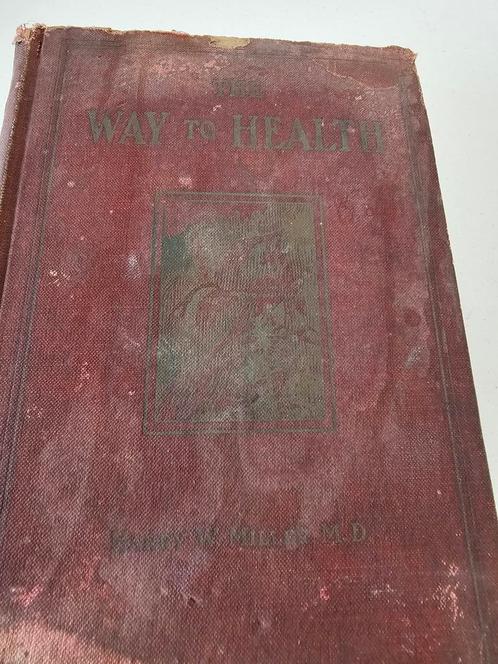 THE
WAY TO HEALTH
HARRY W. MILLER M.D.